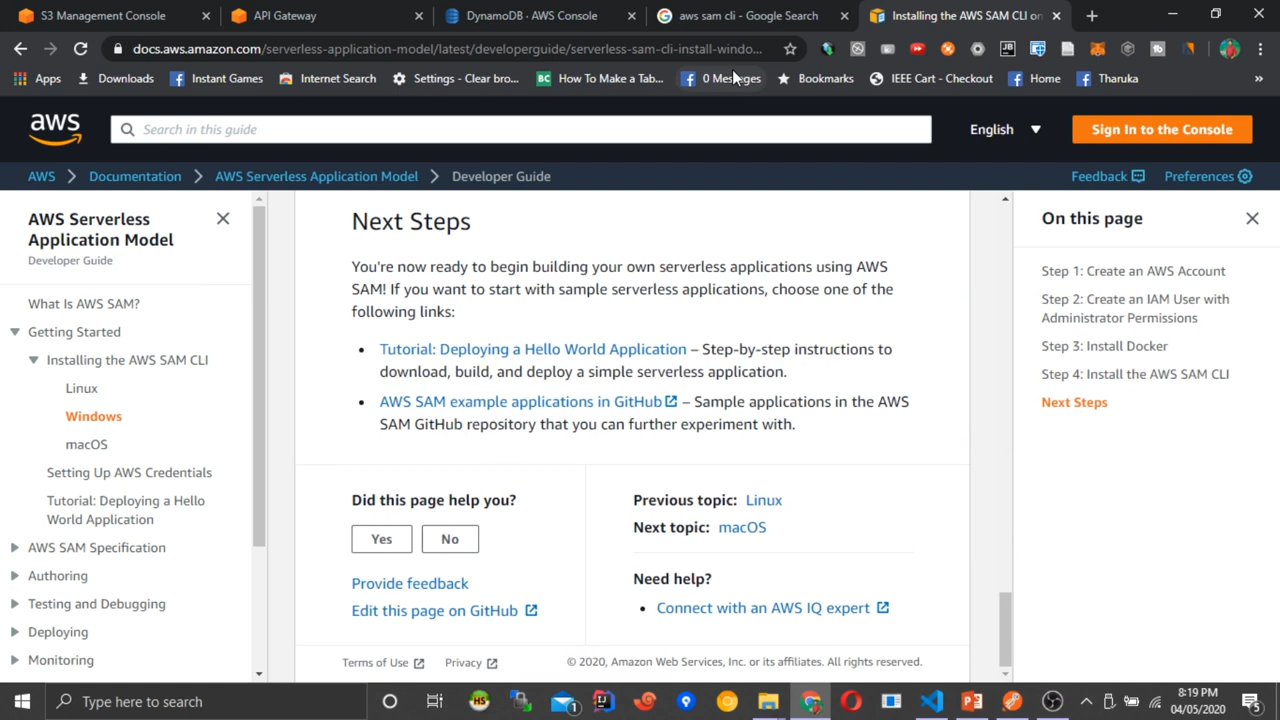 S3 Management Console
API Gateway
DynamoDB · AWS Console
aws sam cli - Google Search
Installing the AWS SAM CLI on
docs.aws.amazon.com/serverless-application-model/latest/developerguide/serverless-sam-cli-install-windo...
Apps
Downloads
Instant Games
Internet Search
Settings - Clear bro...
BC
How To Make a Tab...
0 Messages
Bookmarks
IEEE Cart - Checkout
Home
Tharuka
»
aws
Search in this guide
English
Sign In to the Console
AWS
Documentation
AWS Serverless Application Model
Developer Guide
Feedback
Preferences
AWS Serverless
Application Model
Developer Guide
What Is AWS SAM?
Getting Started
Installing the AWS SAM CLI
Linux
Windows
macOS
Setting Up AWS Credentials
Tutorial: Deploying a Hello
World Application
AWS SAM Specification
Authoring
Testing and Debugging
Deploying
Monitoring
Next Steps
You're now ready to begin building your own serverless applications using AWS
SAM! If you want to start with sample serverless applications, choose one of the
following links:
• Tutorial: Deploying a Hello World Application – Step-by-step instructions to
download, build, and deploy a simple serverless application.
• AWS SAM example applications in GitHub – Sample applications in the AWS
SAM GitHub repository that you can further experiment with.
Did this page help you?
Yes
No
Provide feedback
Edit this page on GitHub
Previous topic: Linux
Next topic: macOS
Need help?
• Connect with an AWS IQ expert
Terms of Use
Privacy
© 2020, Amazon Web Services, Inc. or its affiliates. All rights reserved.
On this page
Step 1: Create an AWS Account
Step 2: Create an IAM User with
Administrator Permissions
Step 3: Install Docker
Step 4: Install the AWS SAM CLI
Next Steps
Type here to search
8:19 PM
04/05/2020
5